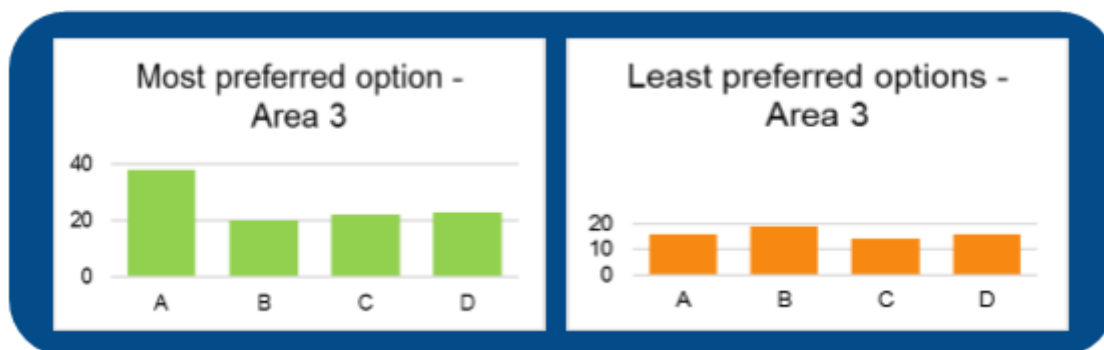 Most preferred option -
Area 3
40
20
0
A B C D
Least preferred options -
Area 3
20
10
0
A B C D